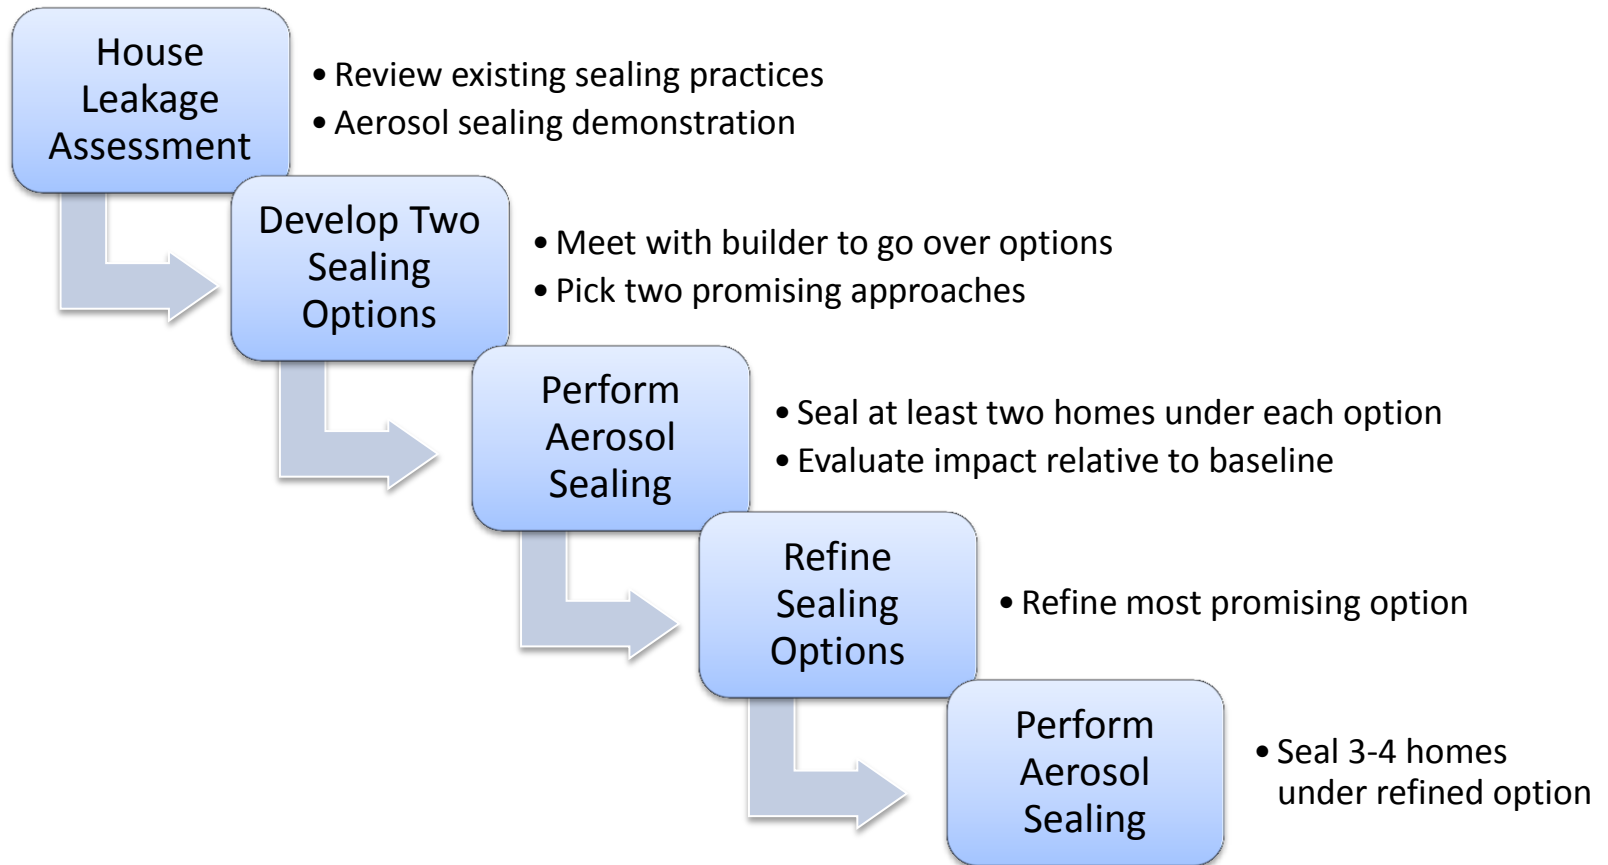 House
Leakage
Assessment
• Review existing sealing practices
• Aerosol sealing demonstration
Develop Two
Sealing
Options
• Meet with builder to go over options
• Pick two promising approaches
Perform
Aerosol
Sealing
• Seal at least two homes under each option
• Evaluate impact relative to baseline
Refine
Sealing
Options
• Refine most promising option
Perform
Aerosol
Sealing
• Seal 3-4 homes
under refined option